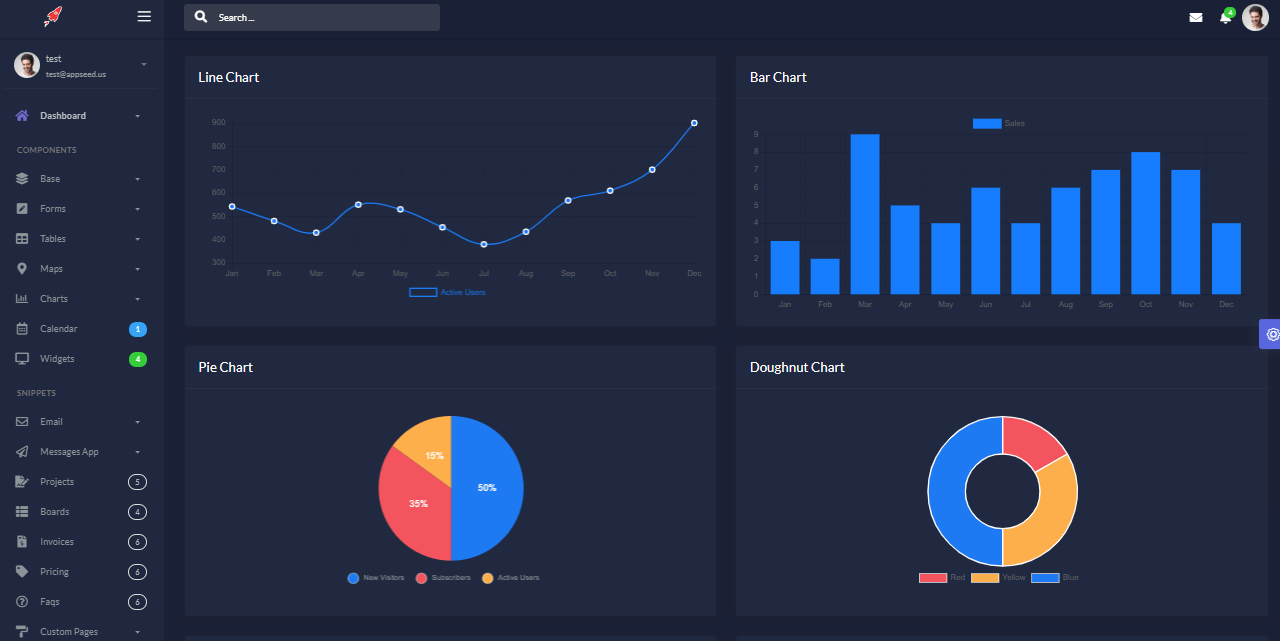 Search...
4
test
test@appseed.us
Dashboard
COMPONENTS
Base
Forms
Tables
Maps
Charts
Calendar 1
Widgets 4
SNIPPETS
Email
Messages App
Projects 5
Boards 4
Invoices 6
Pricing 6
Faqs 6
Custom Pages
Line Chart
900
800
700
600
500
400
300
Jan Feb Mar Apr May Jun Jul Aug Sep Oct Nov Dec
Active Users
Bar Chart
Sales
9
8
7
6
5
4
3
2
1
0
Jan Feb Mar Apr May Jun Jul Aug Sep Oct Nov Dec
Pie Chart
15%
50%
35%
New Visitors Subscribers Active Users
Doughnut Chart
Red Yellow Blue